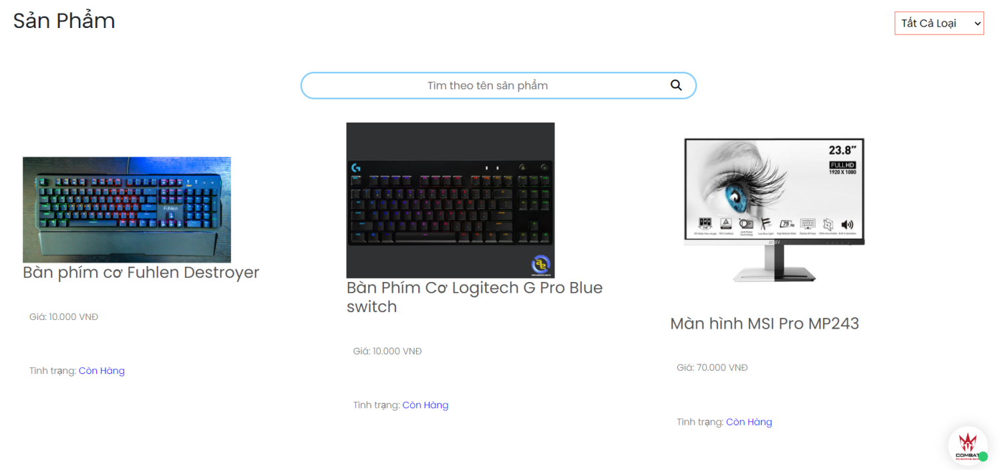 Sản Phẩm
Tất Cả Loại
Tìm theo tên sản phẩm
Fuhlen
23.8”
FULL HD
1920 X 1080
75Hz
MSI
Bàn phím cơ Fuhlen Destroyer
Giá: 10.000 VNĐ
Tình trạng: Còn Hàng
Bàn Phím Cơ Logitech G Pro Blue
switch
Giá: 10.000 VNĐ
Tình trạng: Còn Hàng
Màn hình MSI Pro MP243
Giá: 70.000 VNĐ
Tình trạng: Còn Hàng
COMBAT